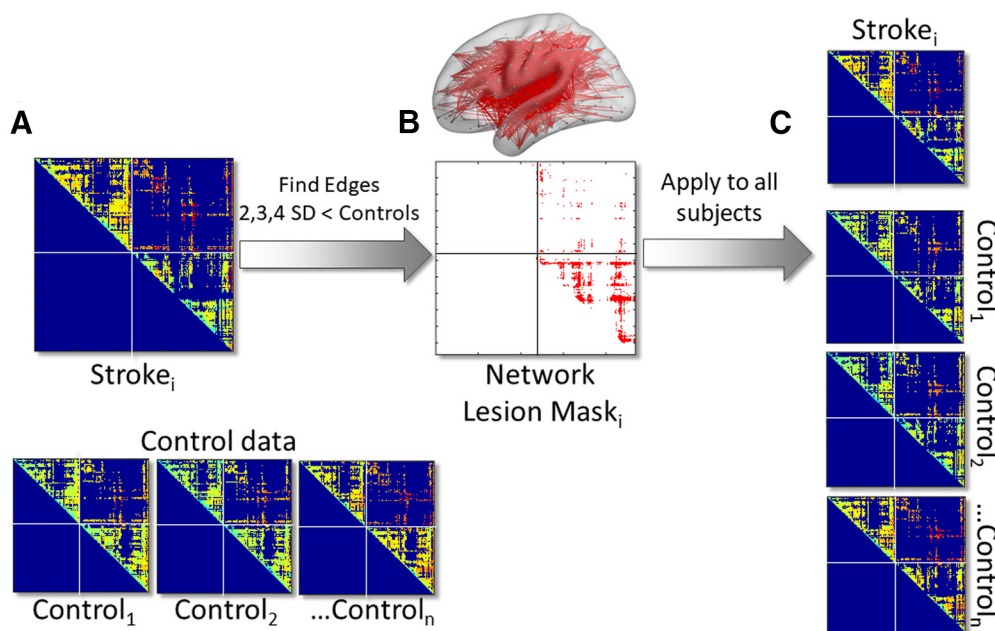 A
B
C
Stroke_i
Find Edges
2,3,4 SD < Controls
Apply to all
subjects
Stroke_i
Network
Lesion Mask_i
Control data
Control_1
Control_2
...Control_n
Control_1
Control_2
...Control_n